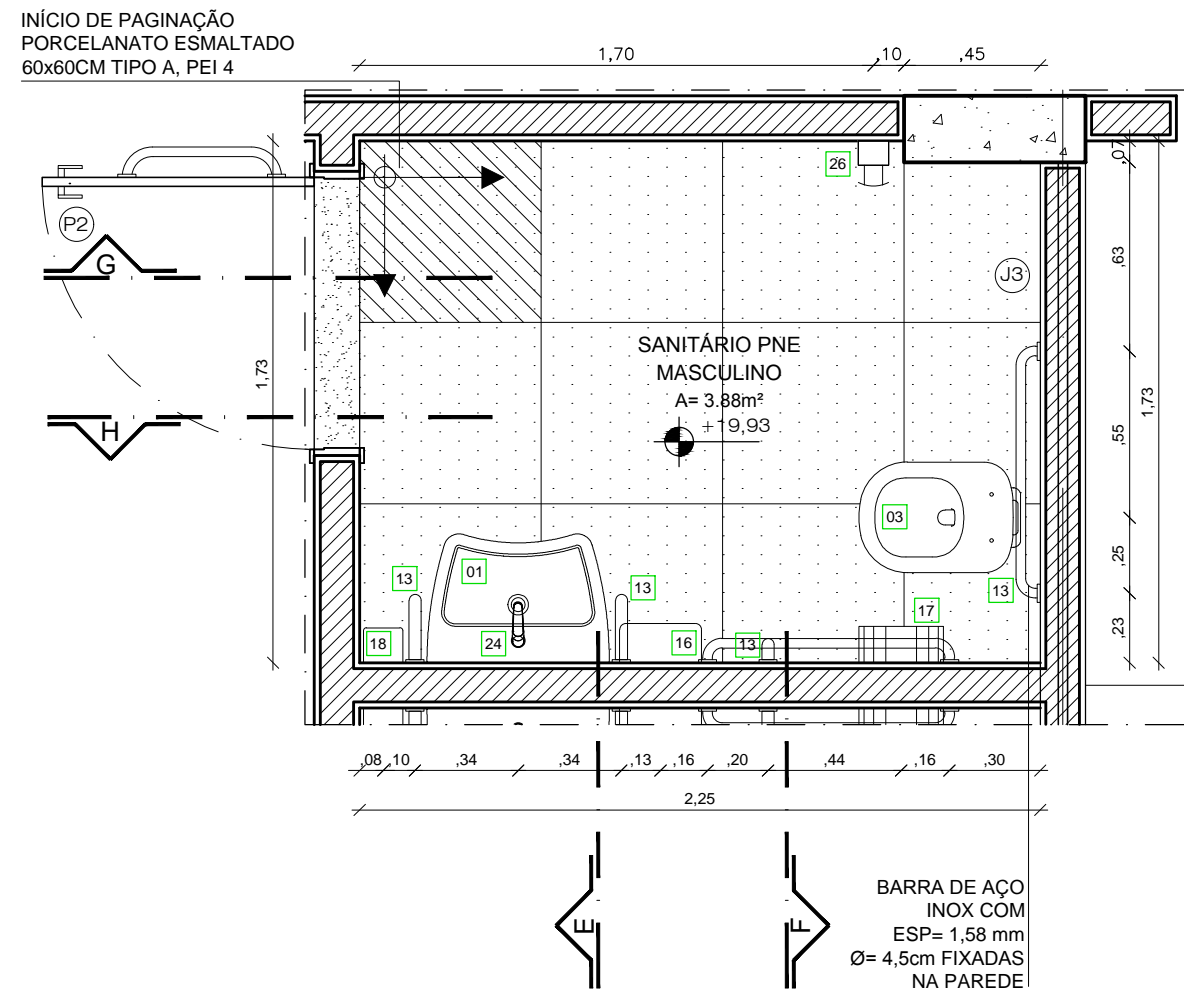 INÍCIO DE PAGINAÇÃO
PORCELANATO ESMALTADO
60x60CM TIPO A, PEI 4
1,70
,10
,45
26
,07
P2
G
J3
,63
SANITÁRIO PNE
MASCULINO
A= 3.88m²
+19,93
1,73
1,73
H
,55
03
01
13
13
13
,25
17
18
24
16
13
,23
,08
,10
,34
,34
,13
,16
,20
,44
,16
,30
2,25
E
F
BARRA DE AÇO
INOX COM
ESP= 1,58 mm
Ø= 4,5cm FIXADAS
NA PAREDE